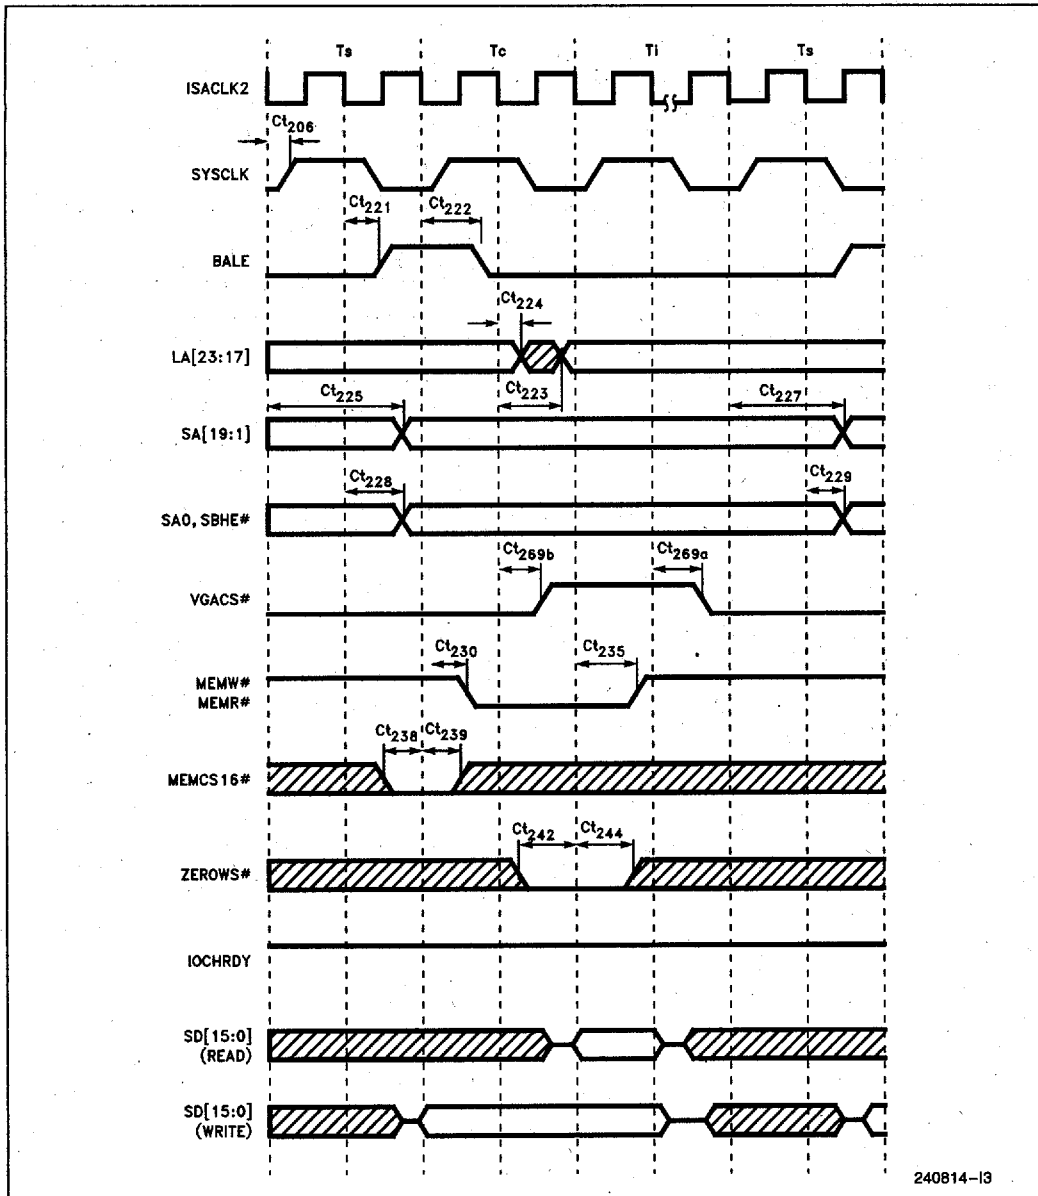 Ts Tc Ti Ts
ISACLK2
Ct206
SYSCLK
Ct221 Ct222
BALE
Ct224
LA[23:17]
Ct223
Ct225 Ct227
SA[19:1]
Ct228 Ct229
SA0, SBHE#
Ct269b Ct269a
VGACS#
Ct230 Ct235
MEMW#
MEMR#
Ct238 Ct239
MEMCS16#
Ct242 Ct244
ZEROWS#
IOCHRDY
SD[15:0]
(READ)
SD[15:0]
(WRITE)
240814-I3